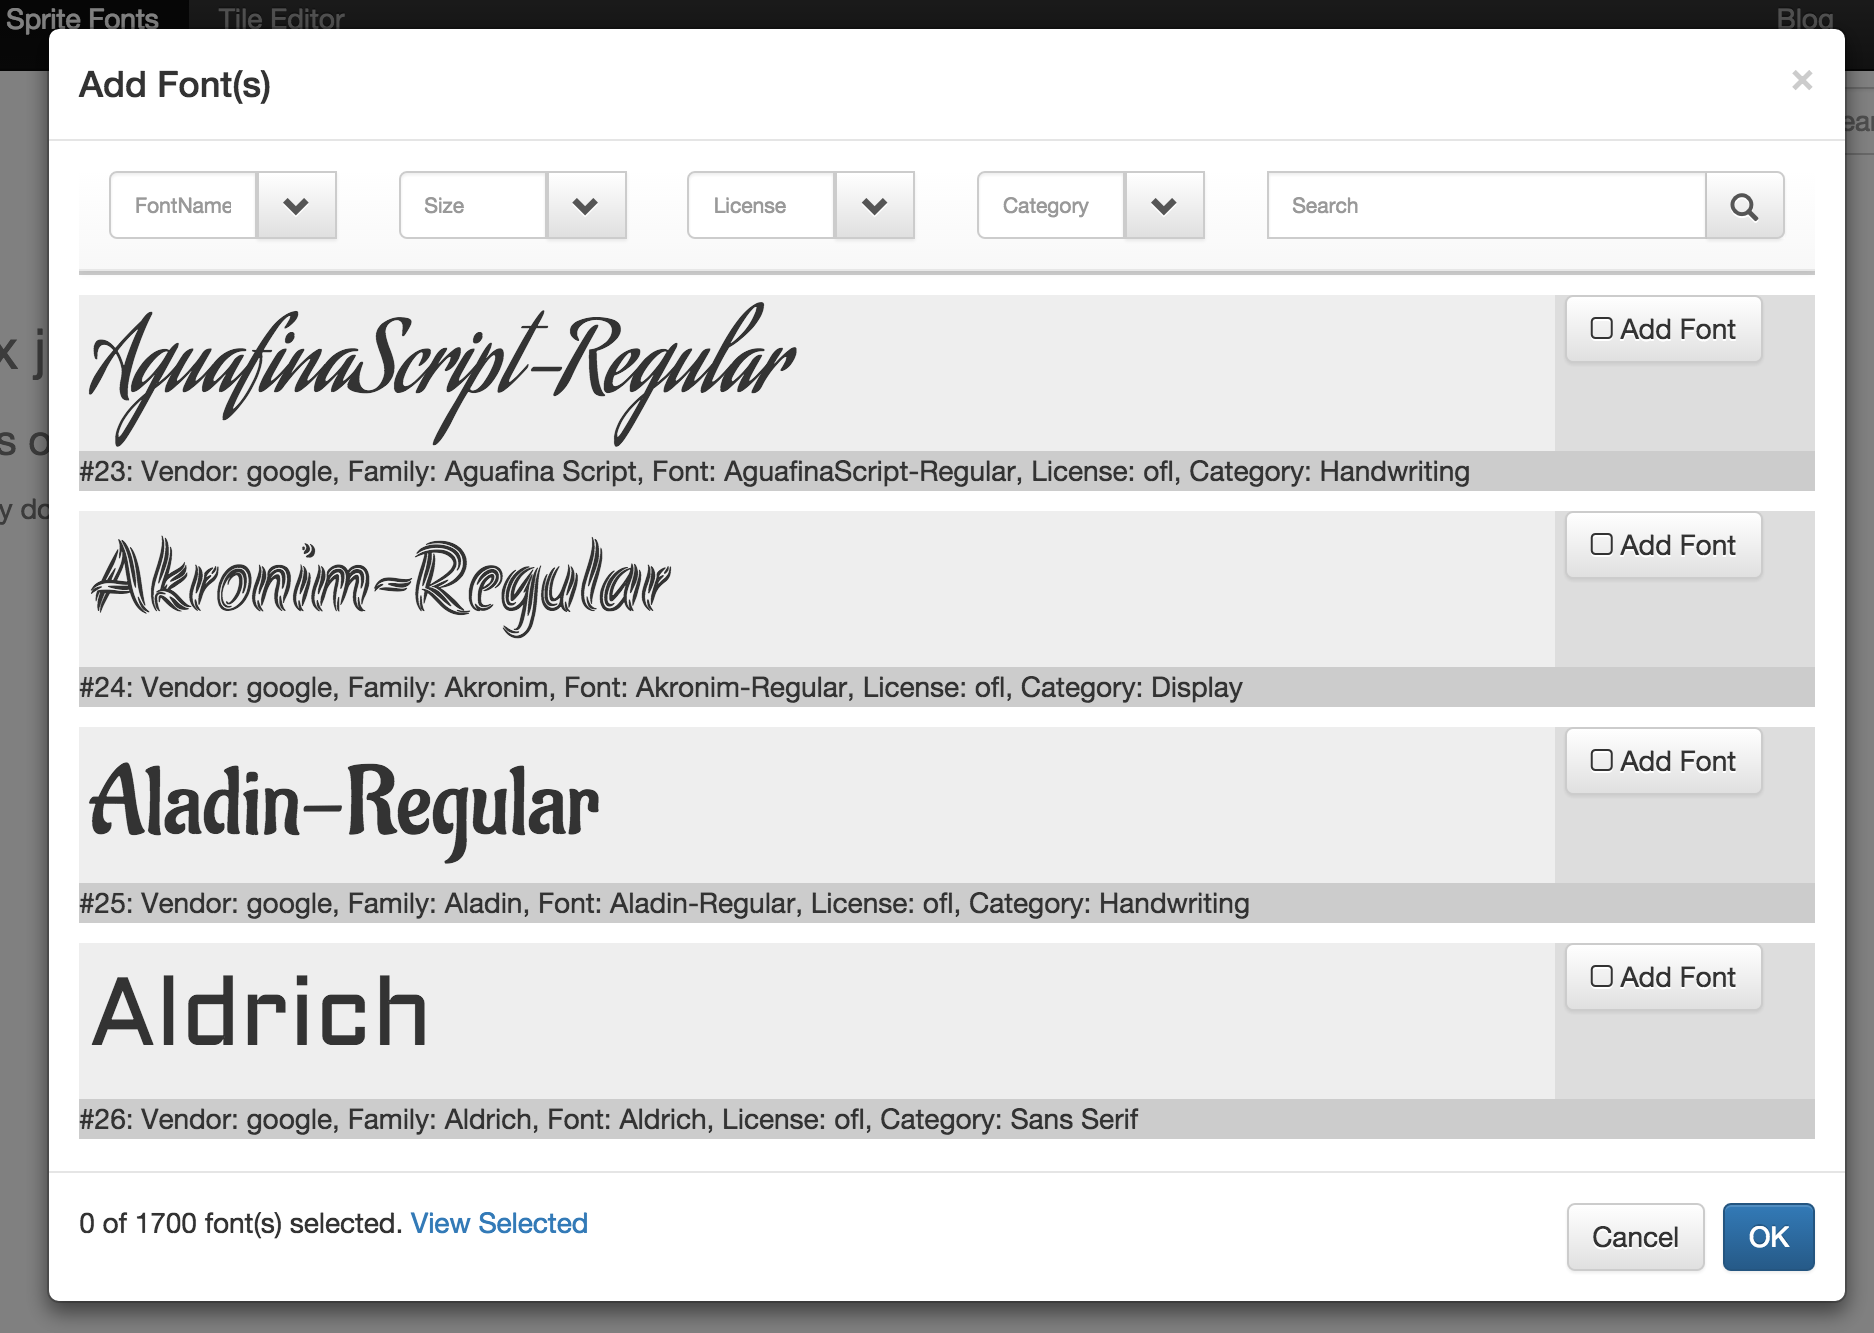 Sprite Fonts Tile Editor Blog
Add Font(s) ×
FontName Size License Category Search
AguafinaScript-Regular Add Font
#23: Vendor: google, Family: Aguafina Script, Font: AguafinaScript-Regular, License: ofl, Category: Handwriting
Akronim-Regular Add Font
#24: Vendor: google, Family: Akronim, Font: Akronim-Regular, License: ofl, Category: Display
Aladin-Regular Add Font
#25: Vendor: google, Family: Aladin, Font: Aladin-Regular, License: ofl, Category: Handwriting
Aldrich Add Font
#26: Vendor: google, Family: Aldrich, Font: Aldrich, License: ofl, Category: Sans Serif
0 of 1700 font(s) selected. View Selected
Cancel OK